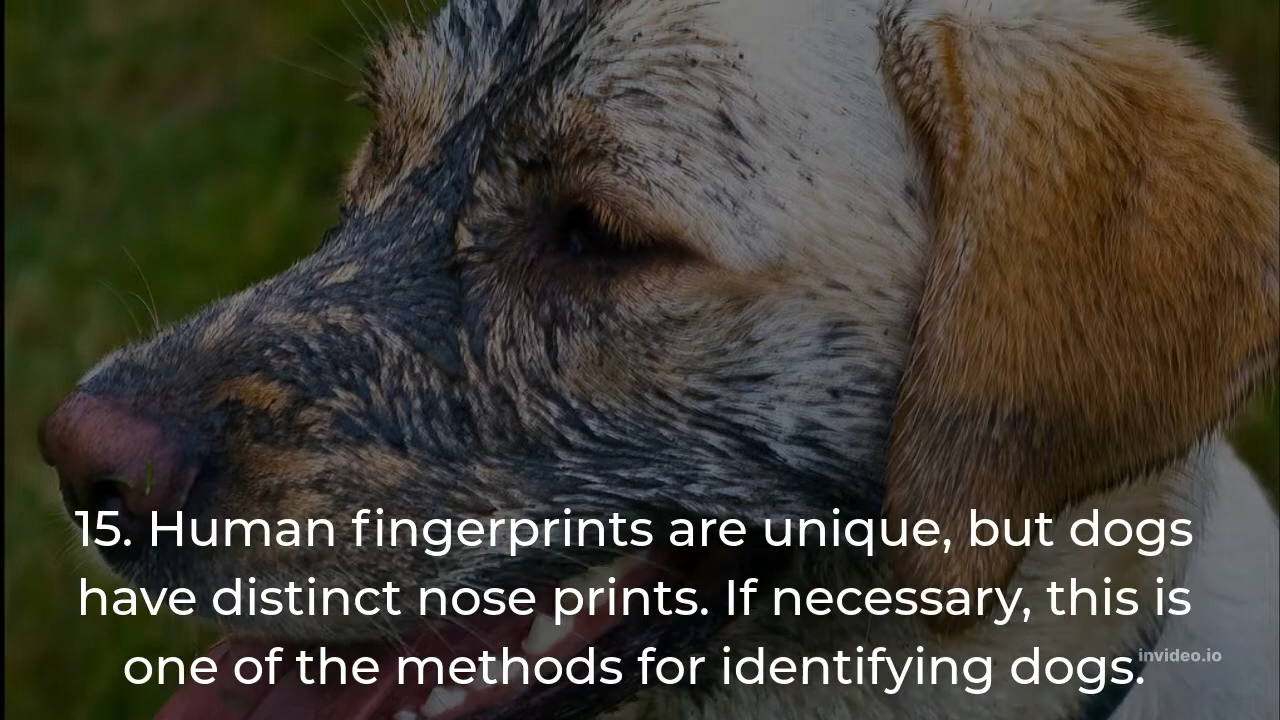 15. Human fingerprints are unique, but dogs
have distinct nose prints. If necessary, this is
one of the methods for identifying dogs.
invideo.io